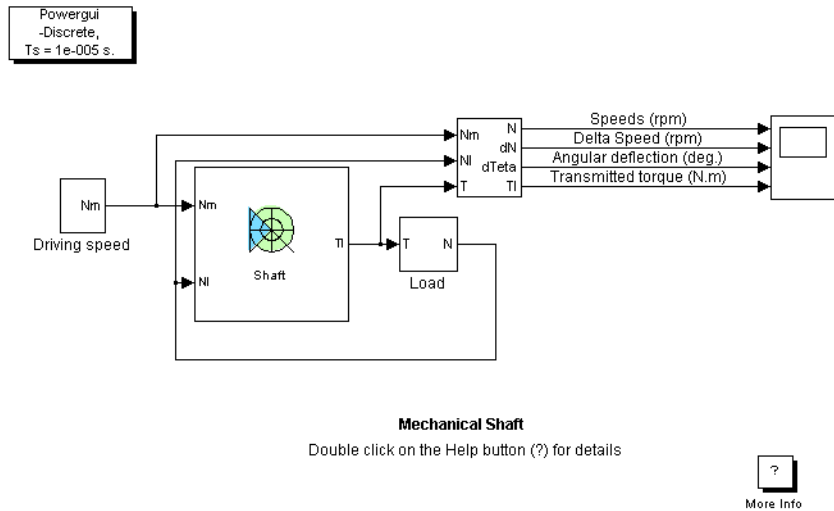 Powergui
-Discrete,
Ts = 1e-005 s.
Nm
Driving speed
Nm
Nl
Tl
Shaft
T
N
Load
Nm
Nl
T
N
dN
dTeta
Tl
Speeds (rpm)
Delta Speed (rpm)
Angular deflection (deg.)
Transmitted torque (N.m)
Mechanical Shaft
Double click on the Help button (?) for details
?
More Info